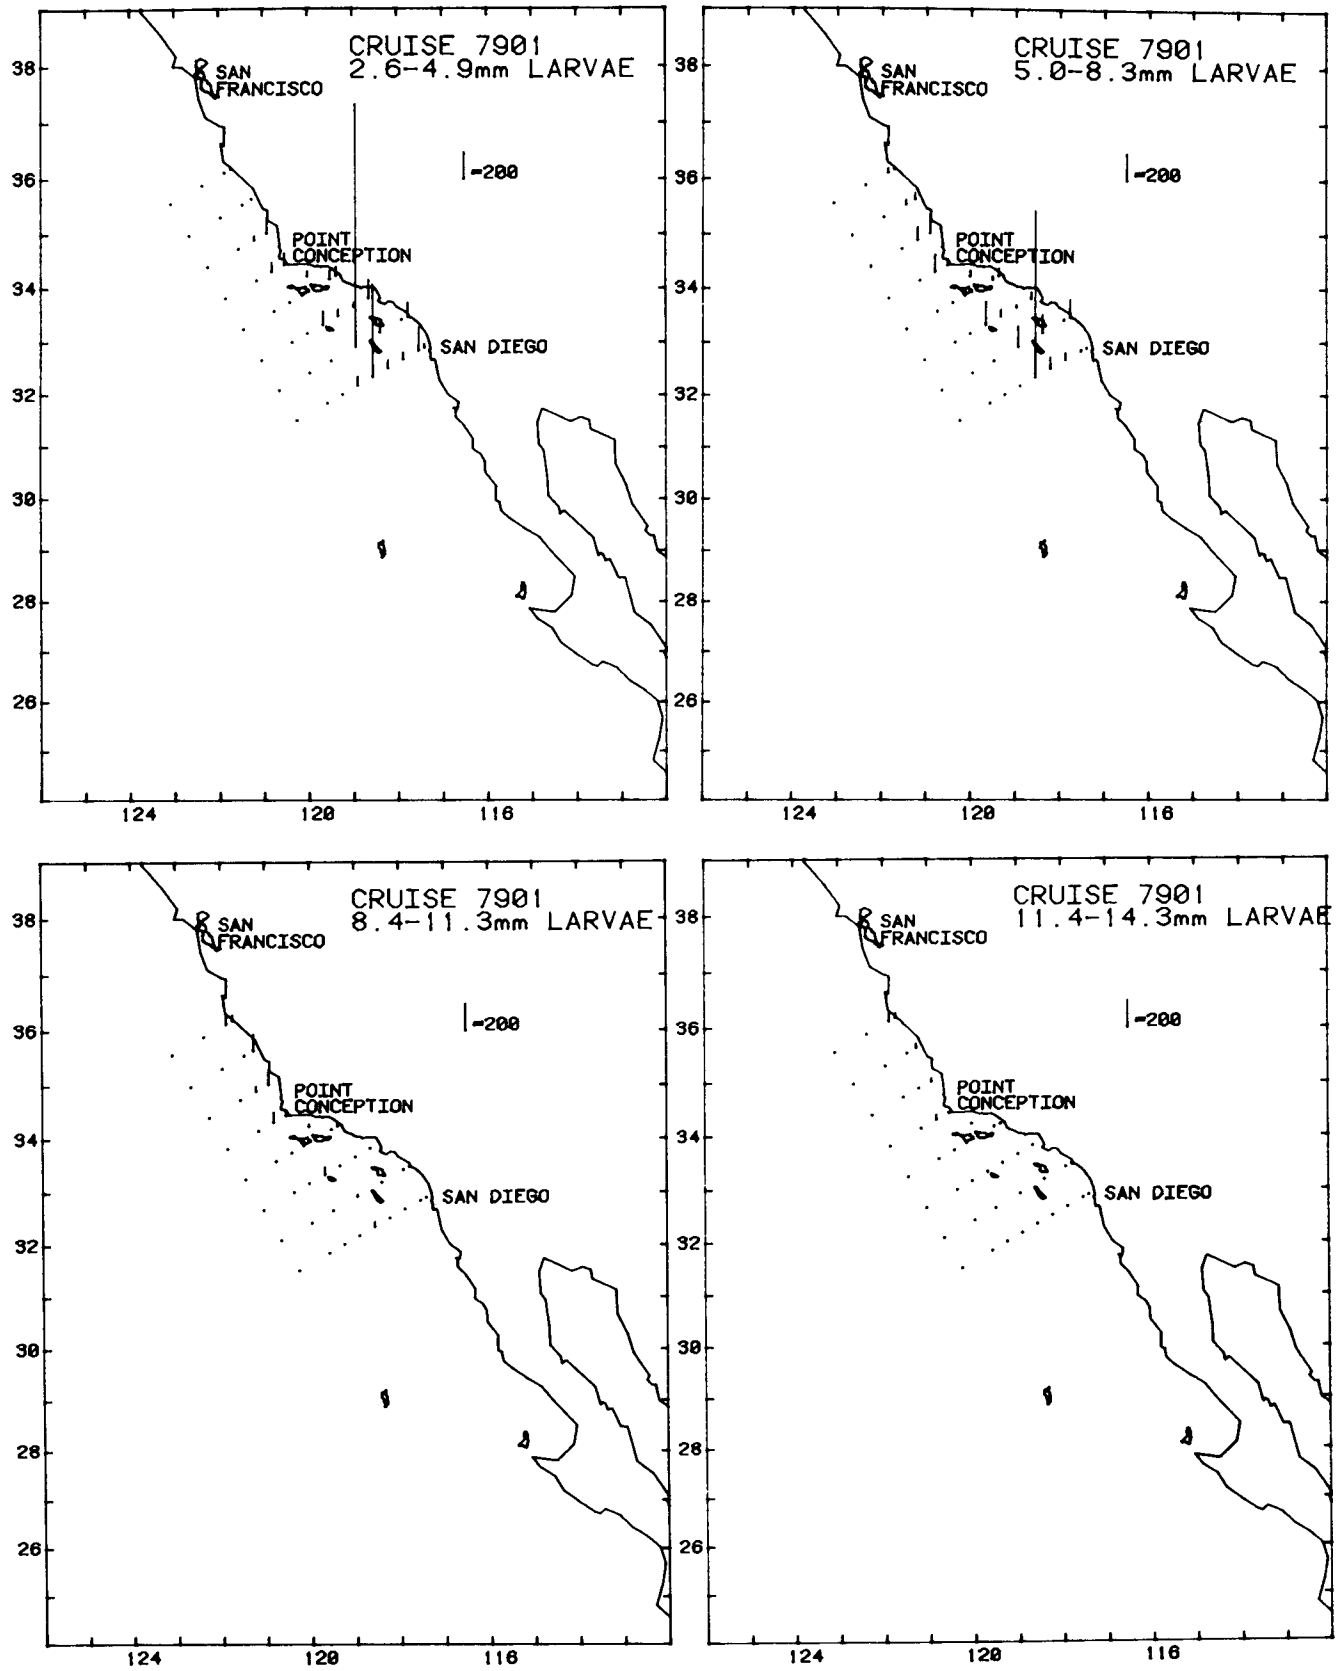 CRUISE 7901
2.6-4.9mm LARVAE
38
SAN
FRANCISCO
36
=200
POINT
CONCEPTION
34
SAN DIEGO
32
30
28
26
124
120
116
CRUISE 7901
5.0-8.3mm LARVAE
38
SAN
FRANCISCO
36
=200
POINT
CONCEPTION
34
SAN DIEGO
32
30
28
26
124
120
116
CRUISE 7901
8.4-11.3mm LARVAE
38
SAN
FRANCISCO
36
=200
POINT
CONCEPTION
34
SAN DIEGO
32
30
28
26
124
120
116
CRUISE 7901
11.4-14.3mm LARVAE
38
SAN
FRANCISCO
36
=200
POINT
CONCEPTION
34
SAN DIEGO
32
30
28
26
124
120
116